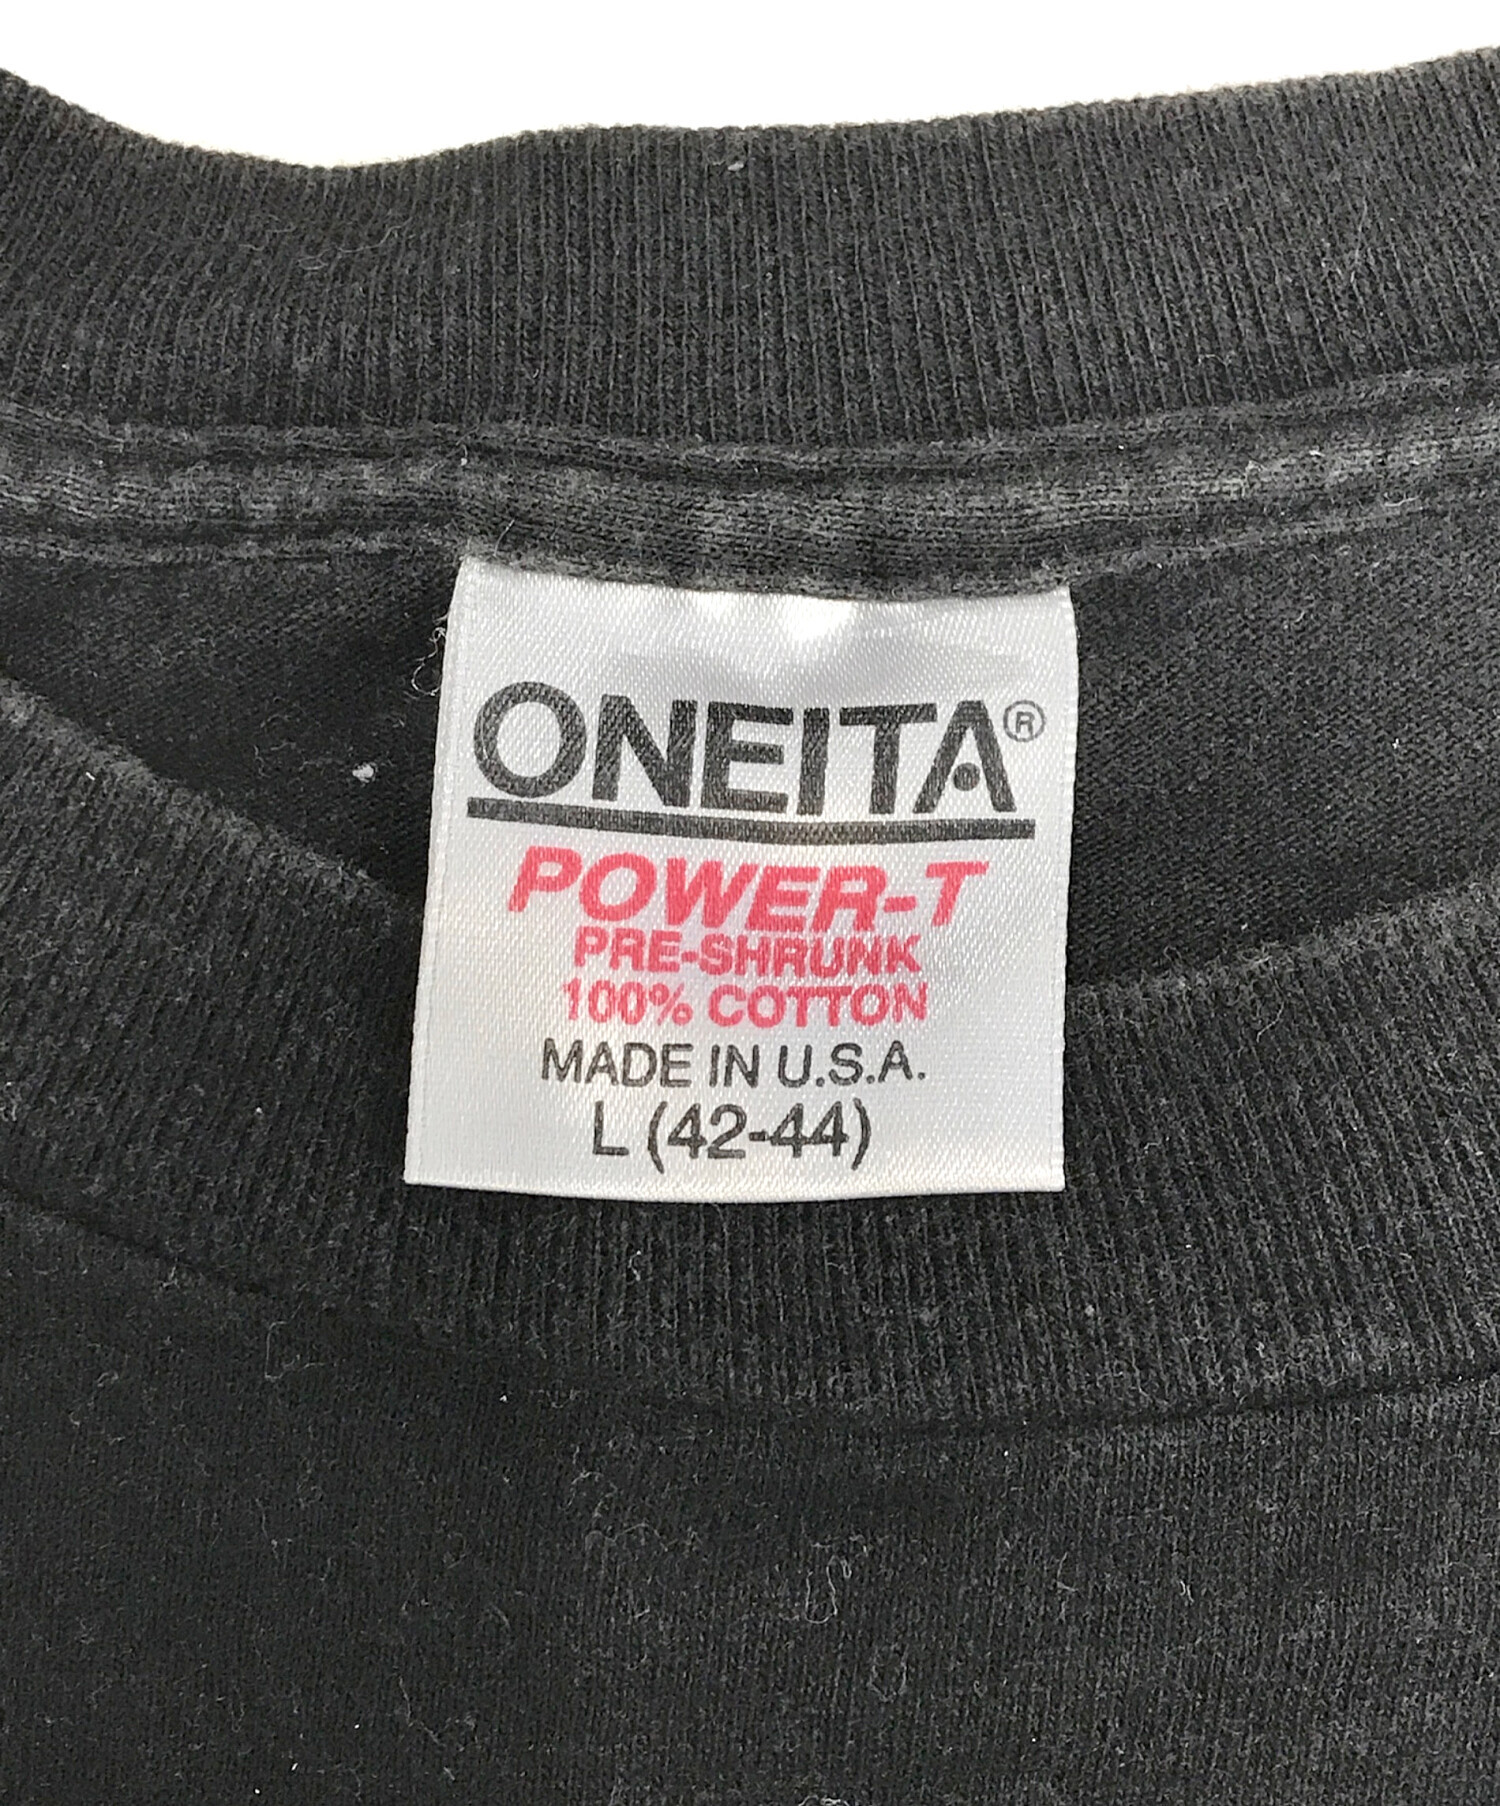 ONEITA®
POWER-T
PRE-SHRUNK
100% COTTON
MADE IN U.S.A.
L (42-44)